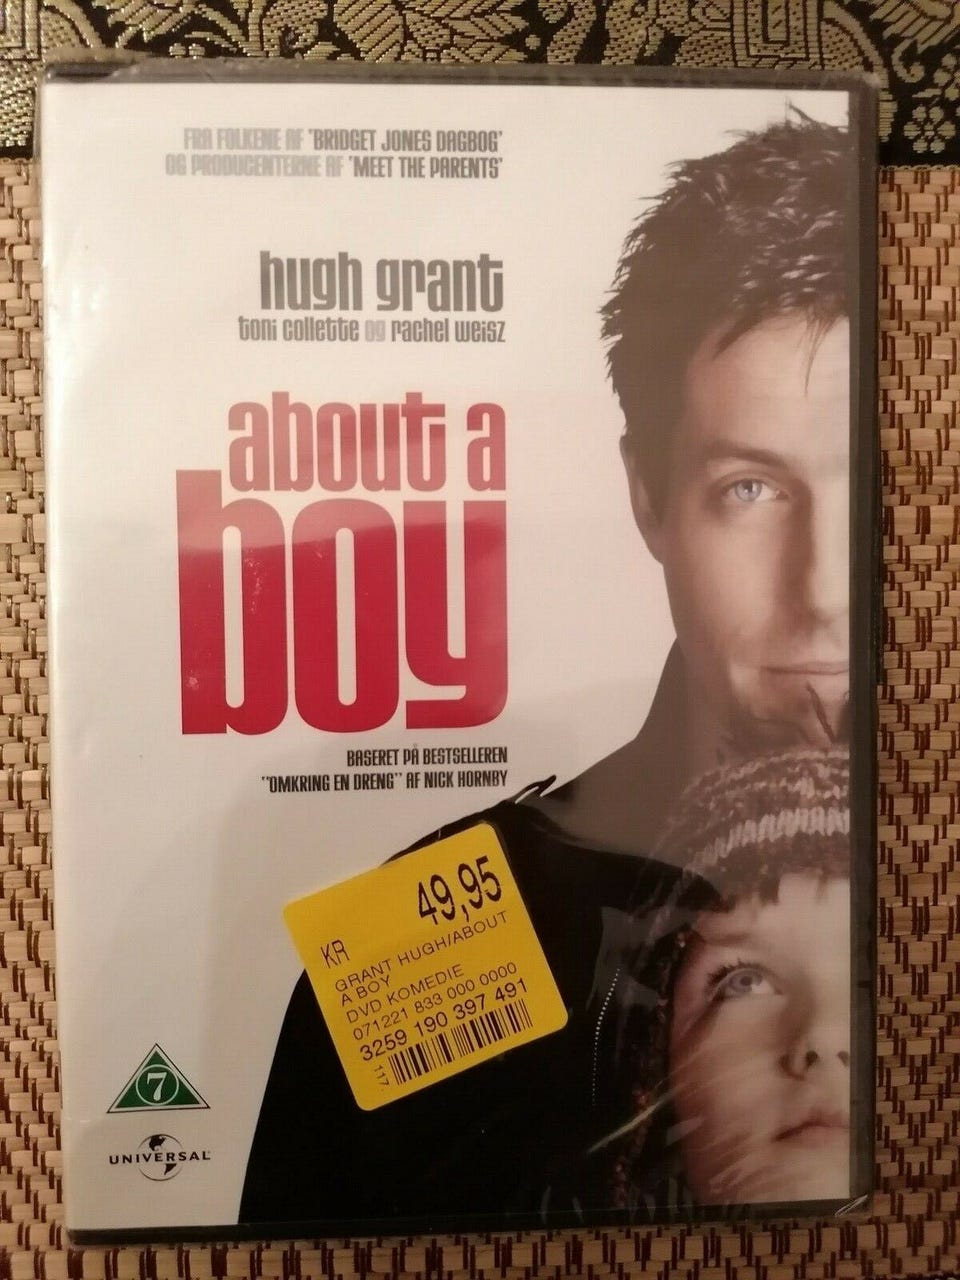 FRA FOLKENE AF 'BRIDGET JONES DAGBOG'
OG PRODUCENTERNE AF 'MEET THE PARENTS'
hugh grant
toni collette og rachel weisz
about a
boy
BASERET PÅ BESTSELLEREN
"OMKRING EN DRENG" AF NICK HORNBY
KR 49,95
GRANT HUGH/ABOUT
A BOY
DVD KOMEDIE
071221 833 000 0000
3259 190 397 491
117
7
UNIVERSAL